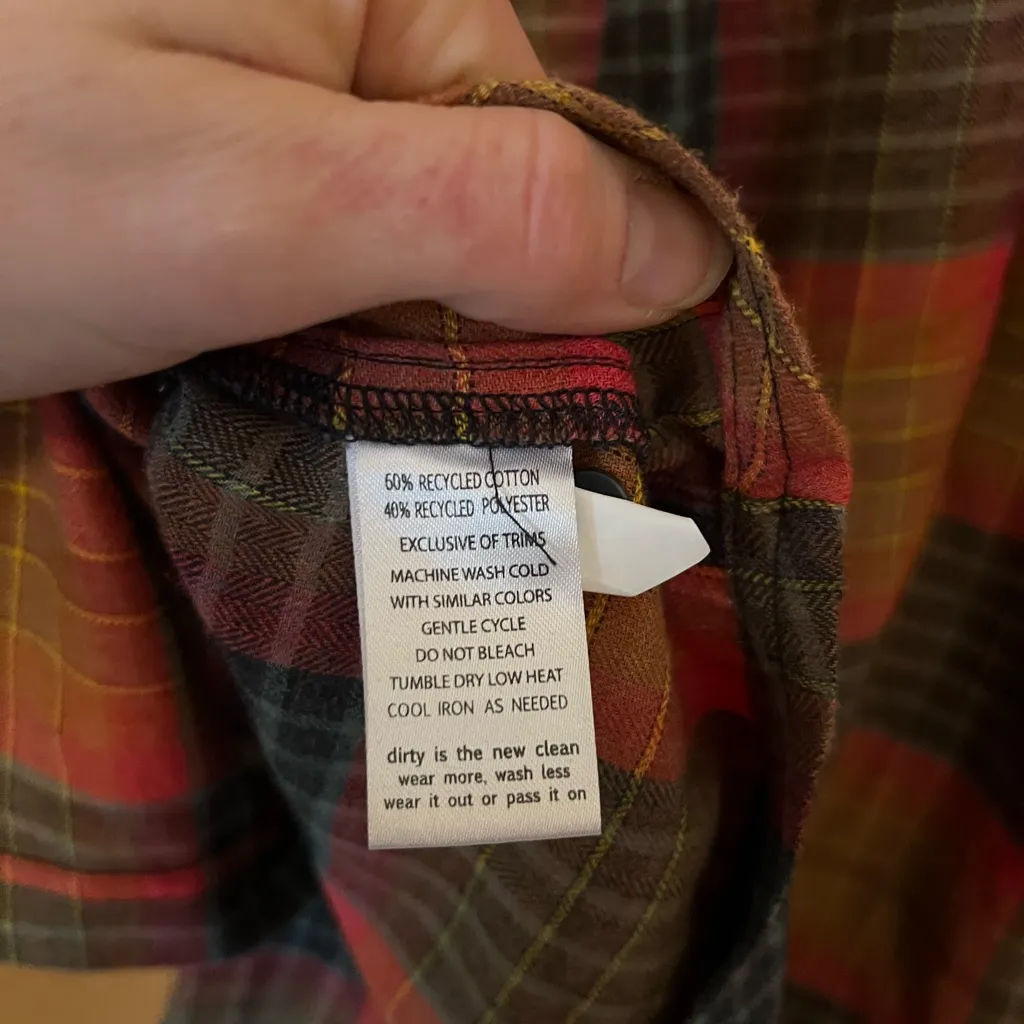 60% RECYCLED COTTON
40% RECYCLED POLYESTER
EXCLUSIVE OF TRIMS
MACHINE WASH COLD
WITH SIMILAR COLORS
GENTLE CYCLE
DO NOT BLEACH
TUMBLE DRY LOW HEAT
COOL IRON AS NEEDED
dirty is the new clean
wear more, wash less
wear it out or pass it on